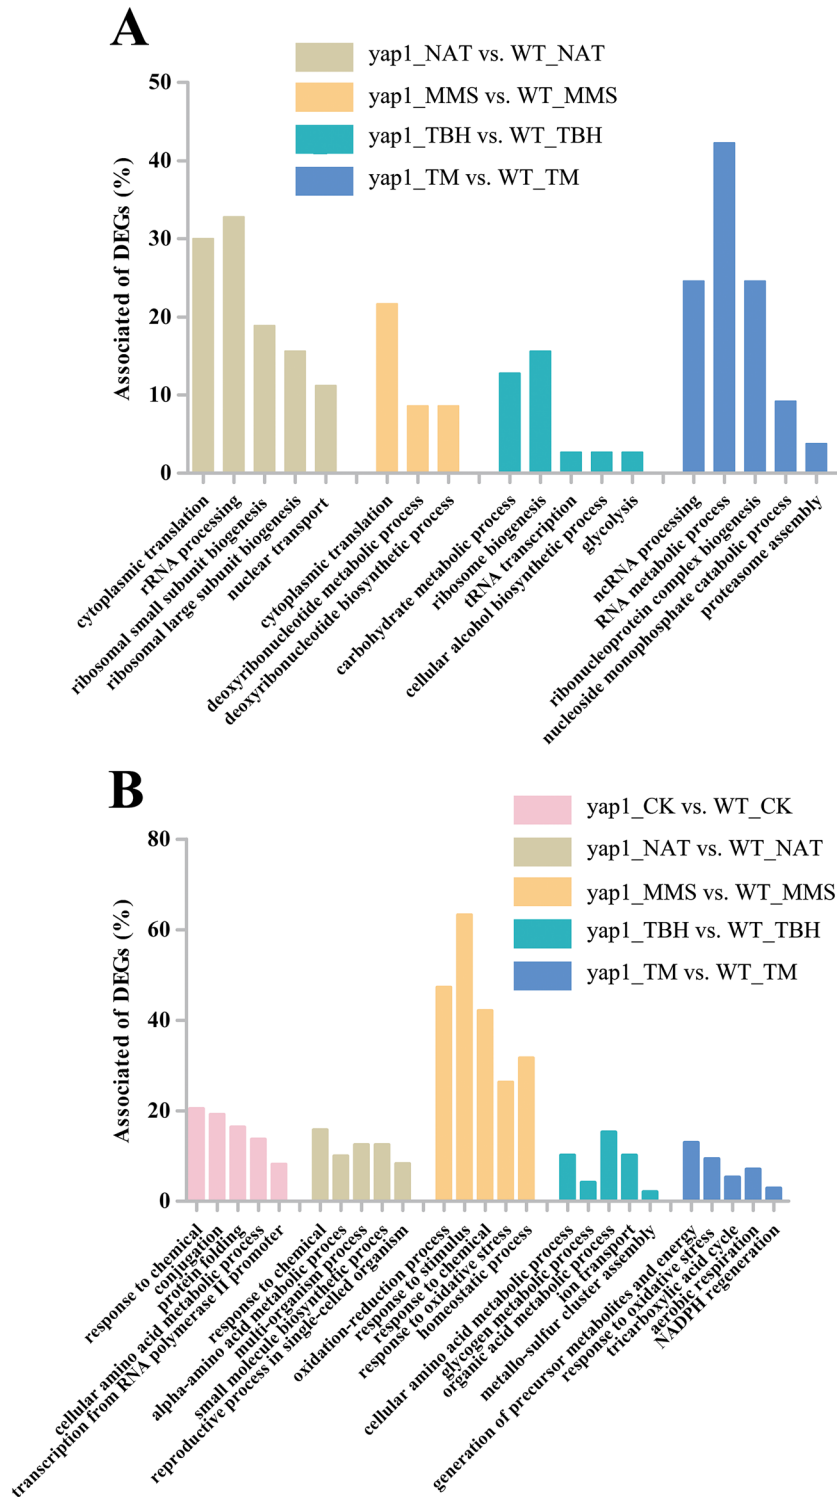 A
yap1_NAT vs. WT_NAT
yap1_MMS vs. WT_MMS
yap1_TBH vs. WT_TBH
yap1_TM vs. WT_TM
Associated of DEGs (%)
50
40
30
20
10
0
cytoplasmic translation
rRNA processing
ribosomal small subunit biogenesis
ribosomal large subunit biogenesis
nuclear transport
cytoplasmic translation
deoxyribonucleotide metabolic process
deoxyribonucleotide biosynthetic process
carbohydrate metabolic process
ribosome biogenesis
tRNA transcription
cellular alcohol biosynthetic process
glycolysis
ncRNA processing
RNA metabolic process
ribonucleoprotein complex biogenesis
nucleoside monophosphate catabolic process
proteasome assembly
B
yap1_CK vs. WT_CK
yap1_NAT vs. WT_NAT
yap1_MMS vs. WT_MMS
yap1_TBH vs. WT_TBH
yap1_TM vs. WT_TM
Associated of DEGs (%)
80
60
40
20
0
response to chemical
conjugation
protein folding
cellular amino acid metabolic process
transcription from RNA polymerase II promoter
response to chemical
alpha-amino acid metabolic proces
multi-organism process
small molecule biosynthetic proces
reproductive process in single-celled organism
oxidation-reduction process
response to stimulus
response to chemical
response to oxidative stress
homeostatic process
cellular amino acid metabolic process
glycogen metabolic process
organic acid metabolic process
ion transport
metallo-sulfur cluster assembly
generation of precursor metabolites and energy
response to oxidative stress
tricarboxylic acid cycle
aerobic respiration
NADPH regeneration